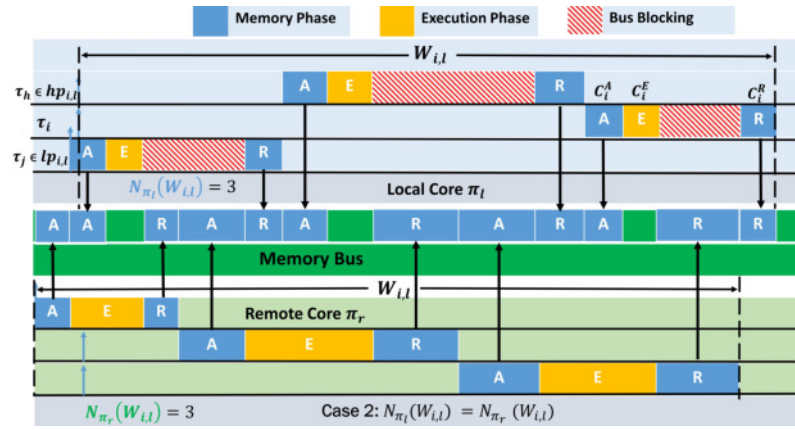 Memory Phase Execution Phase Bus Blocking
W_{i,l}
τ_h ∈ hp_{i,l} A E R C_i^A C_i^E C_i^R
τ_i A E R
τ_j ∈ lp_{i,l} A E R
N_{π_l}(W_{i,l}) = 3 Local Core π_l
A A R A R A R A R A R R
Memory Bus
W_{i,l}
A E R Remote Core π_r
A E R
A E R
N_{π_r}(W_{i,l}) = 3 Case 2: N_{π_l}(W_{i,l}) = N_{π_r}(W_{i,l})